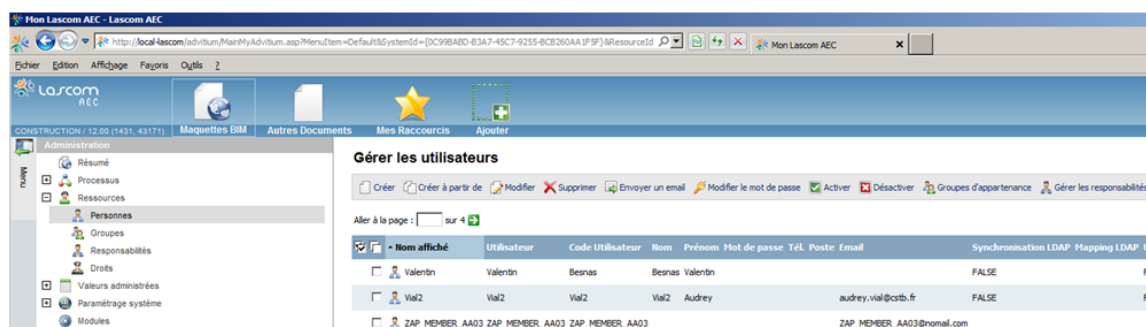 Mon Lascom AEC - Lascom AEC
http://local-lascom/advitium/MainMyAdvitium.asp?MenuItem=Default&SystemId={0C99BA8D-B3A7-45C7-9255-BCB260AA1F5F}&ResourceId
Mon Lascom AEC
Fichier Edition Affichage Favoris Outils ?
Lascom
AEC
CONSTRUCTION / 12.00 (1431, 43171) Maquettes BIM Autres Documents Mes Raccourcis Ajouter
Menu
Administration
Résumé
Processus
Ressources
Personnes
Groupes
Responsabilités
Droits
Valeurs administrées
Paramétrage système
Modules
Gérer les utilisateurs
Créer Créer à partir de Modifier Supprimer Envoyer un email Modifier le mot de passe Activer Désactiver Groupes d'appartenance Gérer les responsabilités
Aller à la page : sur 4
Nom affiché Utilisateur Code Utilisateur Nom Prénom Mot de passe Tél. Poste Email Synchronisation LDAP Mapping LDAP
Valentin Valentin Besnas Besnas Valentin FALSE
Vial2 Vial2 Vial2 Vial2 Audrey audrey.vial@cstb.fr FALSE
ZAP_MEMBER_AA03 ZAP_MEMBER_AA03 ZAP_MEMBER_AA03 ZAP_MEMBER_AA03@nomail.com